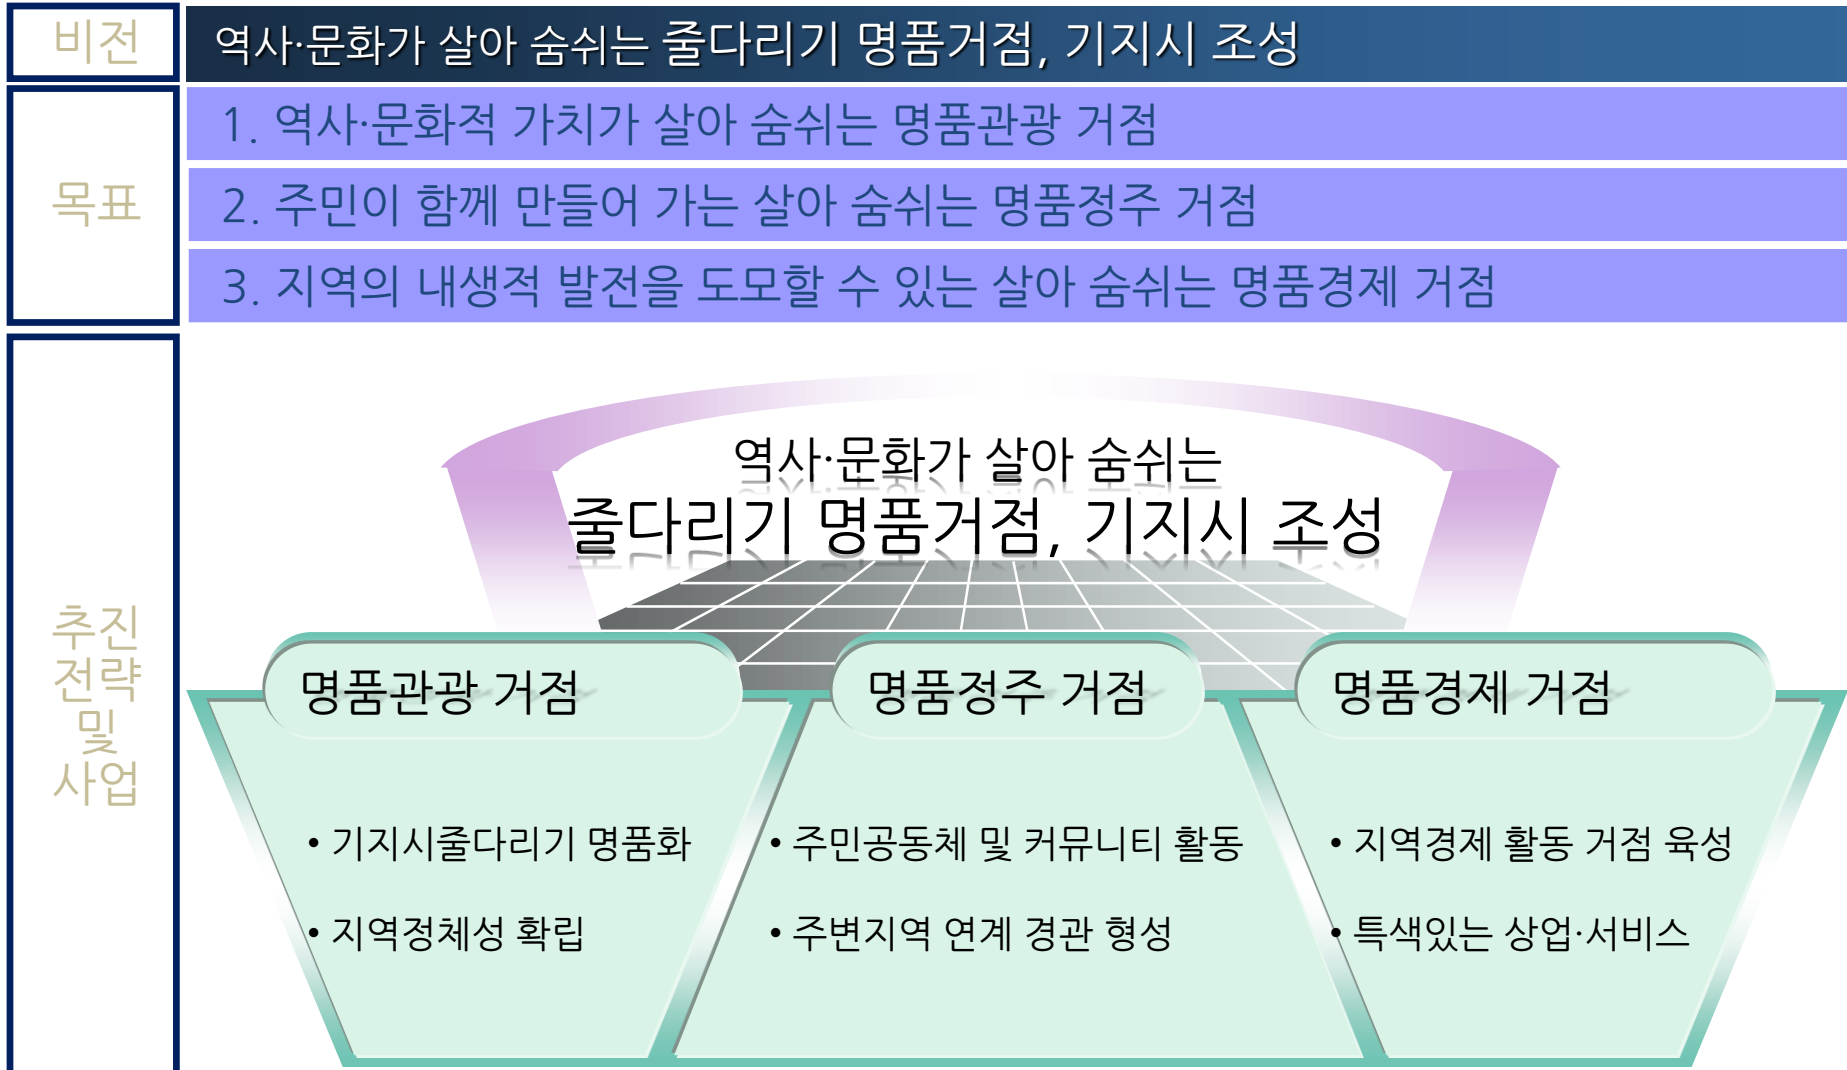 비전
역사·문화가 살아 숨쉬는 줄다리기 명품거점, 기지시 조성
목표
1. 역사·문화적 가치가 살아 숨쉬는 명품관광 거점
2. 주민이 함께 만들어 가는 살아 숨쉬는 명품정주 거점
3. 지역의 내생적 발전을 도모할 수 있는 살아 숨쉬는 명품경제 거점
추진
전략
및
사업
역사·문화가 살아 숨쉬는
줄다리기 명품거점, 기지시 조성
명품관광 거점
• 기지시줄다리기 명품화
• 지역정체성 확립
명품정주 거점
• 주민공동체 및 커뮤니티 활동
• 주변지역 연계 경관 형성
명품경제 거점
• 지역경제 활동 거점 육성
• 특색있는 상업·서비스